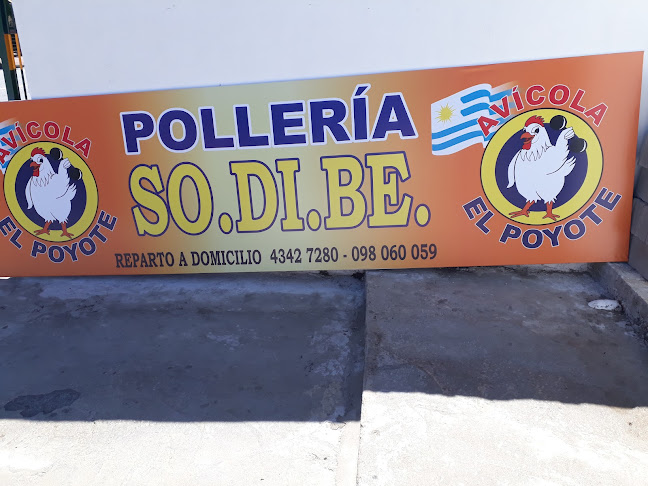 AVÍCOLA
EL POYOTE
POLLERÍA
SO.DI.BE.
REPARTO A DOMICILIO 4342 7280 - 098 060 059
AVÍCOLA
EL POYOTE